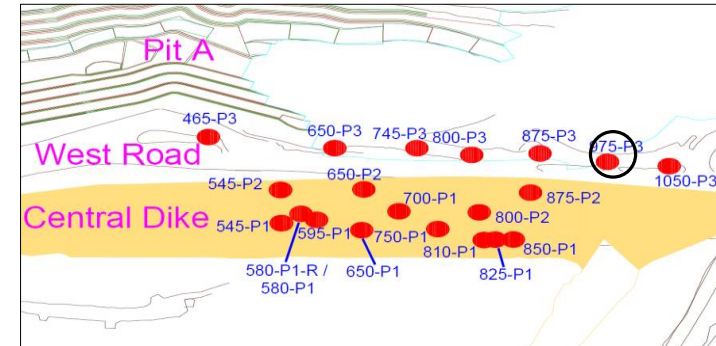 Pit A
465-P3
650-P3
745-P3
800-P3
875-P3
975-P3
West Road
1050-P3
545-P2
650-P2
875-P2
Central Dike
700-P1
800-P2
545-P1
595-P1
750-P1
810-P1
850-P1
580-P1-R /
580-P1
650-P1
825-P1